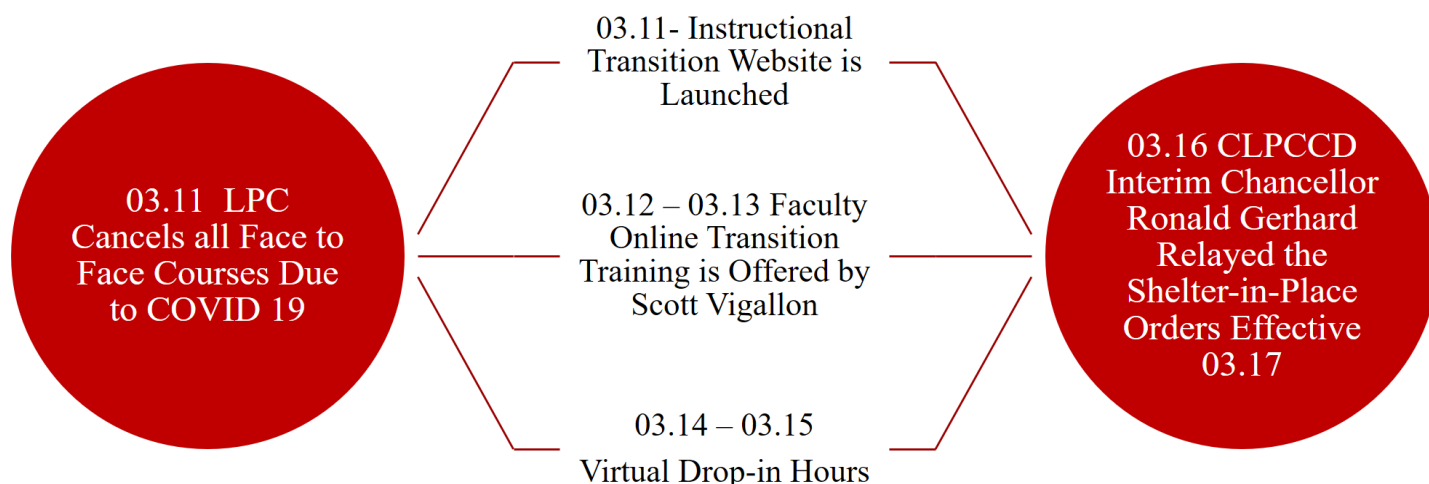 03.11  LPC
Cancels all Face to
Face Courses Due
to COVID 19
03.11- Instructional
Transition Website is
Launched
03.12 – 03.13 Faculty
Online Transition
Training is Offered by
Scott Vigallon
03.14 – 03.15
Virtual Drop-in Hours
03.16 CLPCCD
Interim Chancellor
Ronald Gerhard
Relayed the
Shelter-in-Place
Orders Effective
03.17